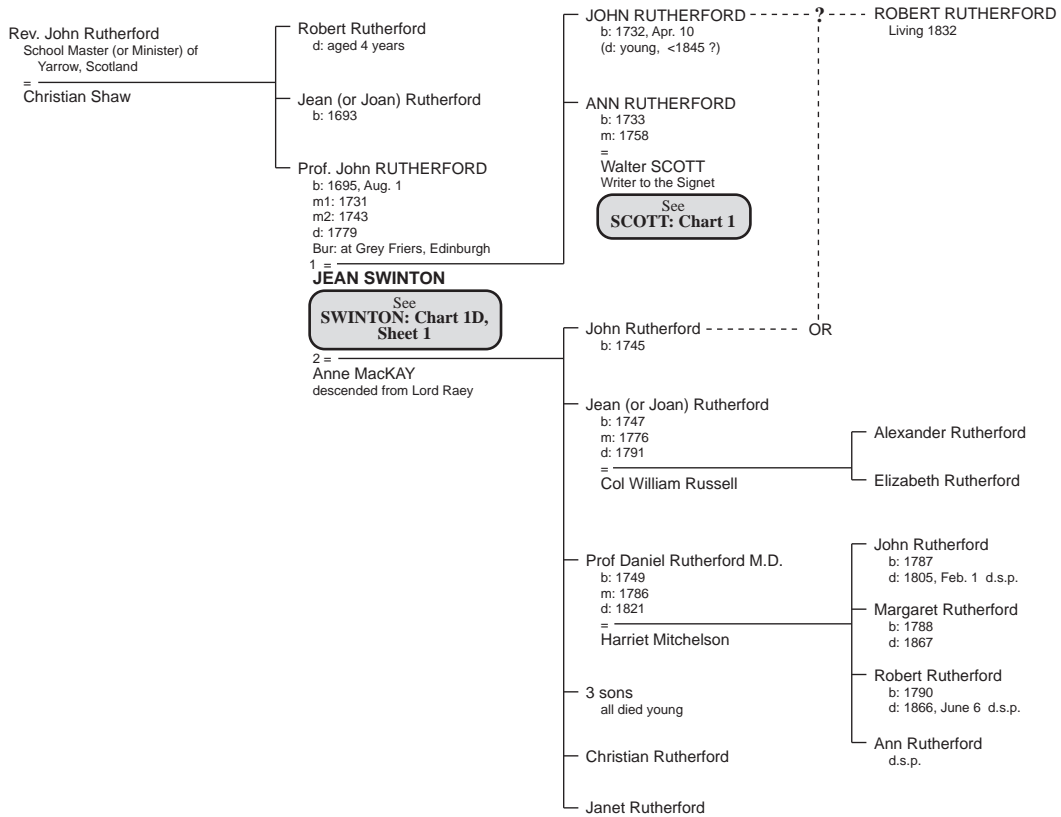 Rev. John Rutherford
School Master (or Minister) of
Yarrow, Scotland
=
Christian Shaw
Robert Rutherford
d: aged 4 years
Jean (or Joan) Rutherford
b: 1693
Prof. John RUTHERFORD
b: 1695, Aug. 1
m1: 1731
m2: 1743
d: 1779
Bur: at Grey Friers, Edinburgh
1 =
JEAN SWINTON
See
SWINTON: Chart 1D,
Sheet 1
2 =
Anne MacKAY
descended from Lord Raey
JOHN RUTHERFORD
b: 1732, Apr. 10
(d: young, <1845 ?)
?
ROBERT RUTHERFORD
Living 1832
ANN RUTHERFORD
b: 1733
m: 1758
=
Walter SCOTT
Writer to the Signet
See
SCOTT: Chart 1
John Rutherford
b: 1745
OR
Jean (or Joan) Rutherford
b: 1747
m: 1776
d: 1791
=
Col William Russell
Alexander Rutherford
Elizabeth Rutherford
Prof Daniel Rutherford M.D.
b: 1749
m: 1786
d: 1821
=
Harriet Mitchelson
John Rutherford
b: 1787
d: 1805, Feb. 1 d.s.p.
Margaret Rutherford
b: 1788
d: 1867
Robert Rutherford
b: 1790
d: 1866, June 6 d.s.p.
Ann Rutherford
d.s.p.
3 sons
all died young
Christian Rutherford
Janet Rutherford